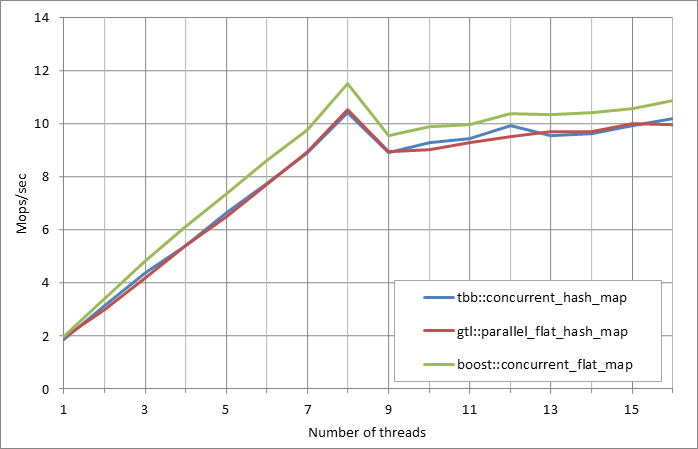 14
12
10
8
6
4
2
0
Mops/sec
tbb::concurrent_hash_map
gtl::parallel_flat_hash_map
boost::concurrent_flat_map
1 3 5 7 9 11 13 15
Number of threads